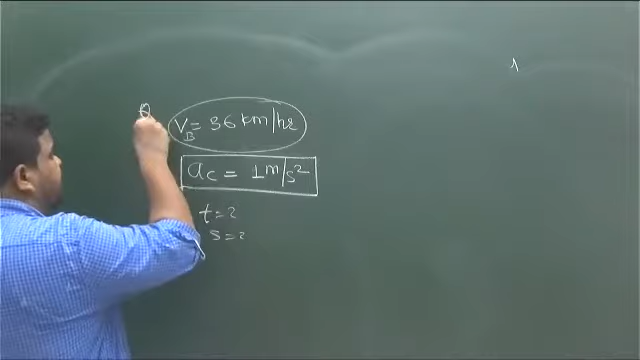 V_B = 36 km/hr
a_c = 1 m/s²
t = ?
s = ?